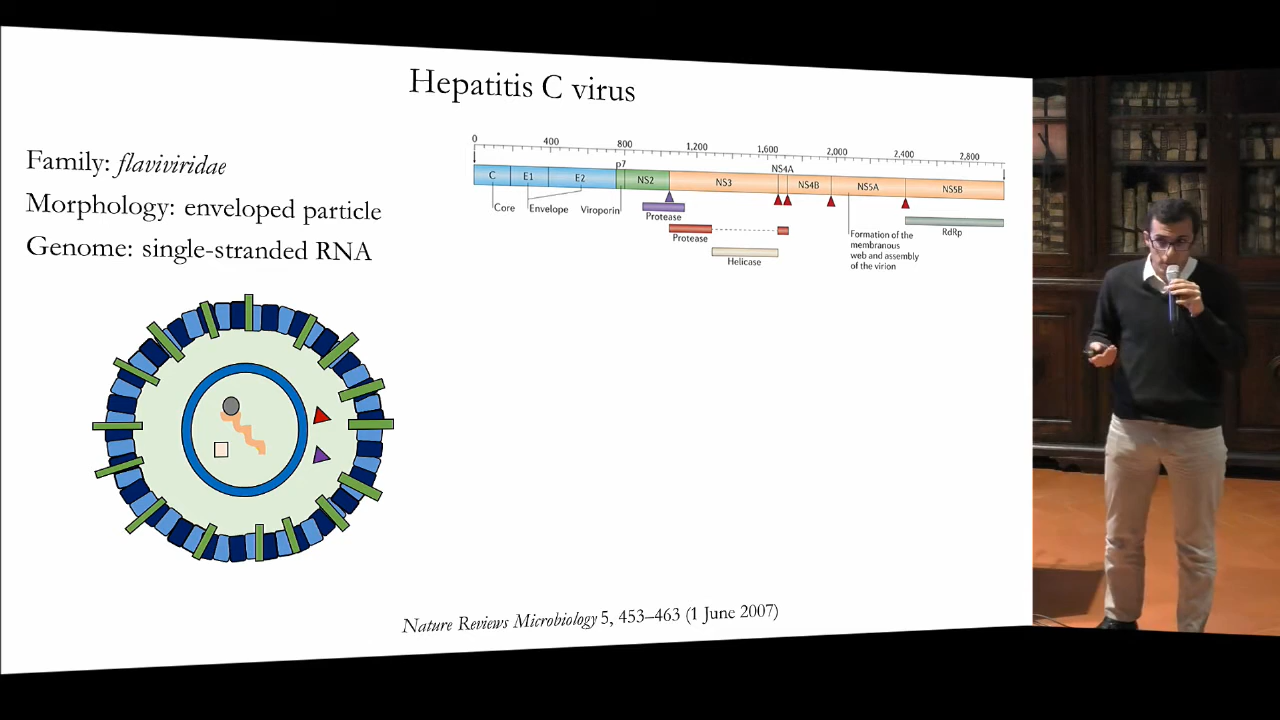 Hepatitis C virus
Family: flaviviridae
Morphology: enveloped particle
Genome: single-stranded RNA
0 400 800 1,200 1,600 2,000 2,400 2,800
p7 NS4A
C E1 E2 NS2 NS3 NS4B NS5A NS5B
Core Envelope Viroporin Protease
Protease
Helicase
Formation of the
membranous
web and assembly
of the virion
RdRp
Nature Reviews Microbiology 5, 453–463 (1 June 2007)